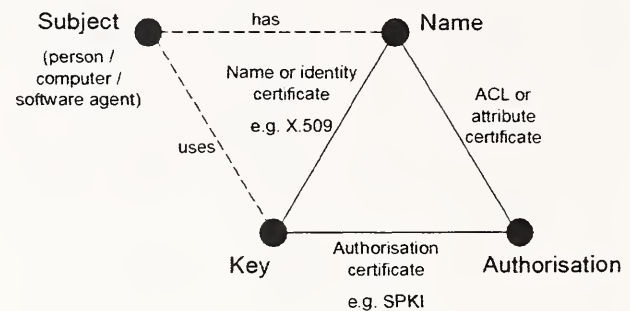 Subject
(person /
computer /
software agent)
has
Name
Name or identity
certificate
e.g. X.509
ACL or
attribute
certificate
uses
Key
Authorisation
certificate
e.g. SPKI
Authorisation